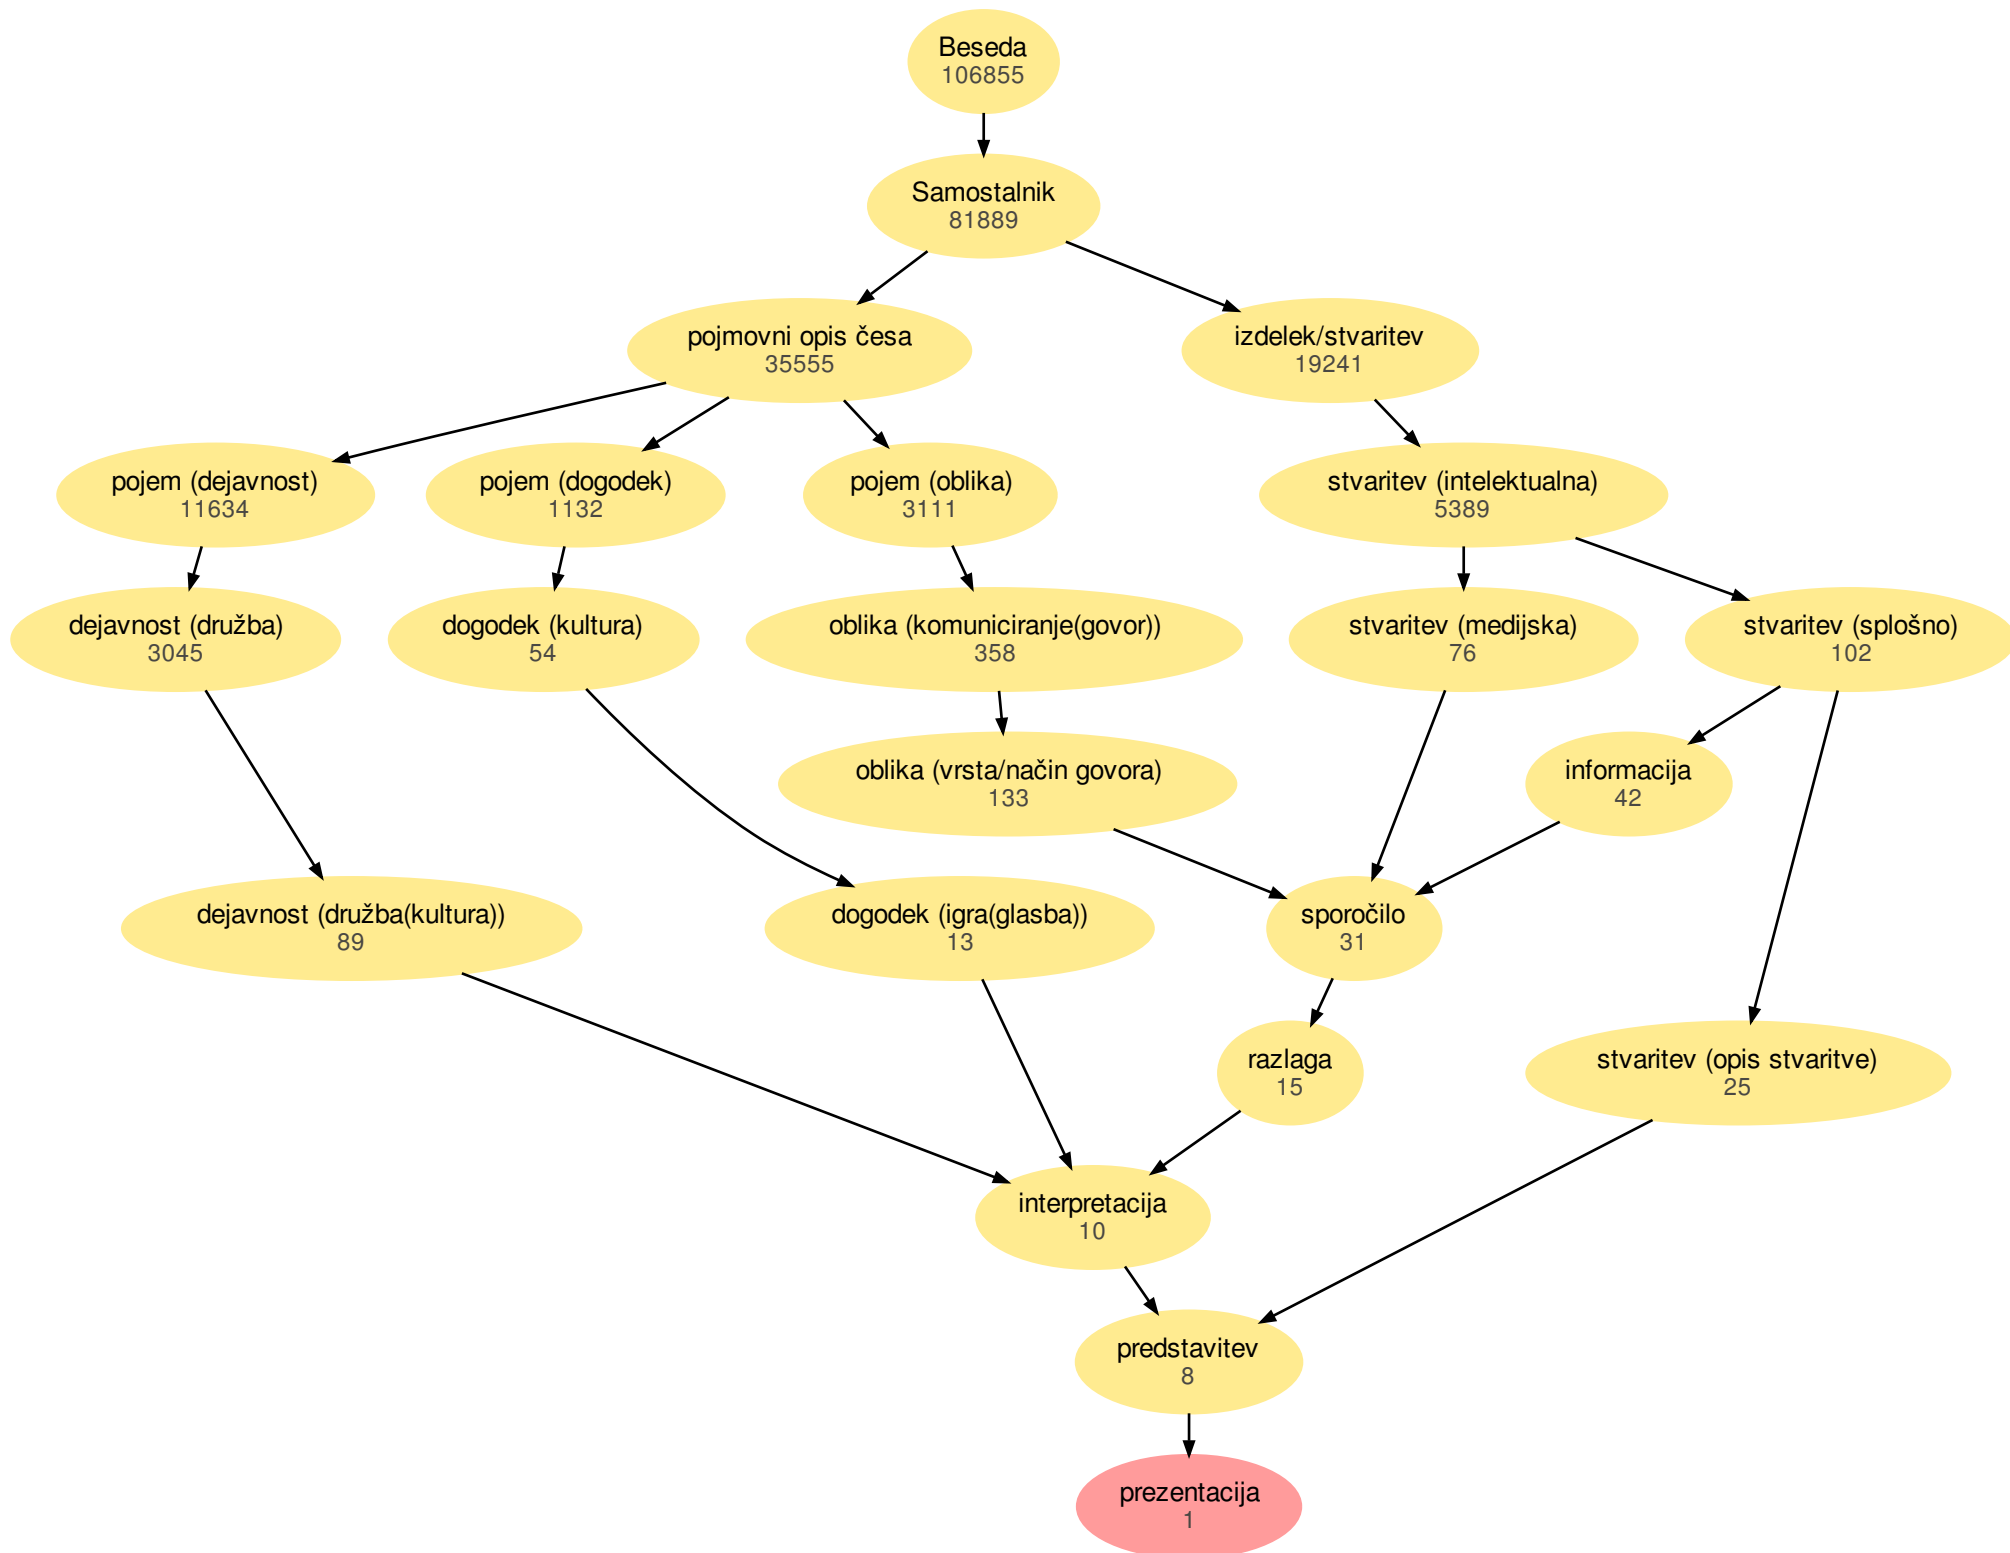 Beseda
106855
Samostalnik
81889
pojmovni opis česa
35555
izdelek/stvaritev
19241
pojem (dejavnost)
11634
pojem (dogodek)
1132
pojem (oblika)
3111
stvaritev (intelektualna)
5389
dejavnost (družba)
3045
dogodek (kultura)
54
oblika (komuniciranje(govor))
358
stvaritev (medijska)
76
stvaritev (splošno)
102
oblika (vrsta/način govora)
133
informacija
42
dejavnost (družba(kultura))
89
dogodek (igra(glasba))
13
sporočilo
31
razlaga
15
stvaritev (opis stvaritve)
25
interpretacija
10
predstavitev
8
prezentacija
1